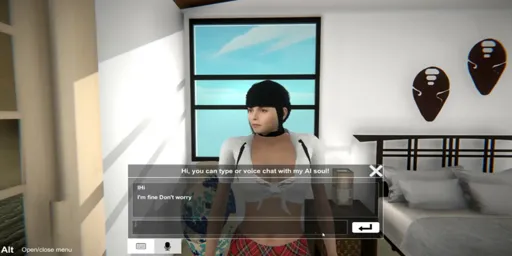 Hi, you can type or voice chat with my AI soul!
Hi
I'm fine Don't worry
Alt Open/close menu